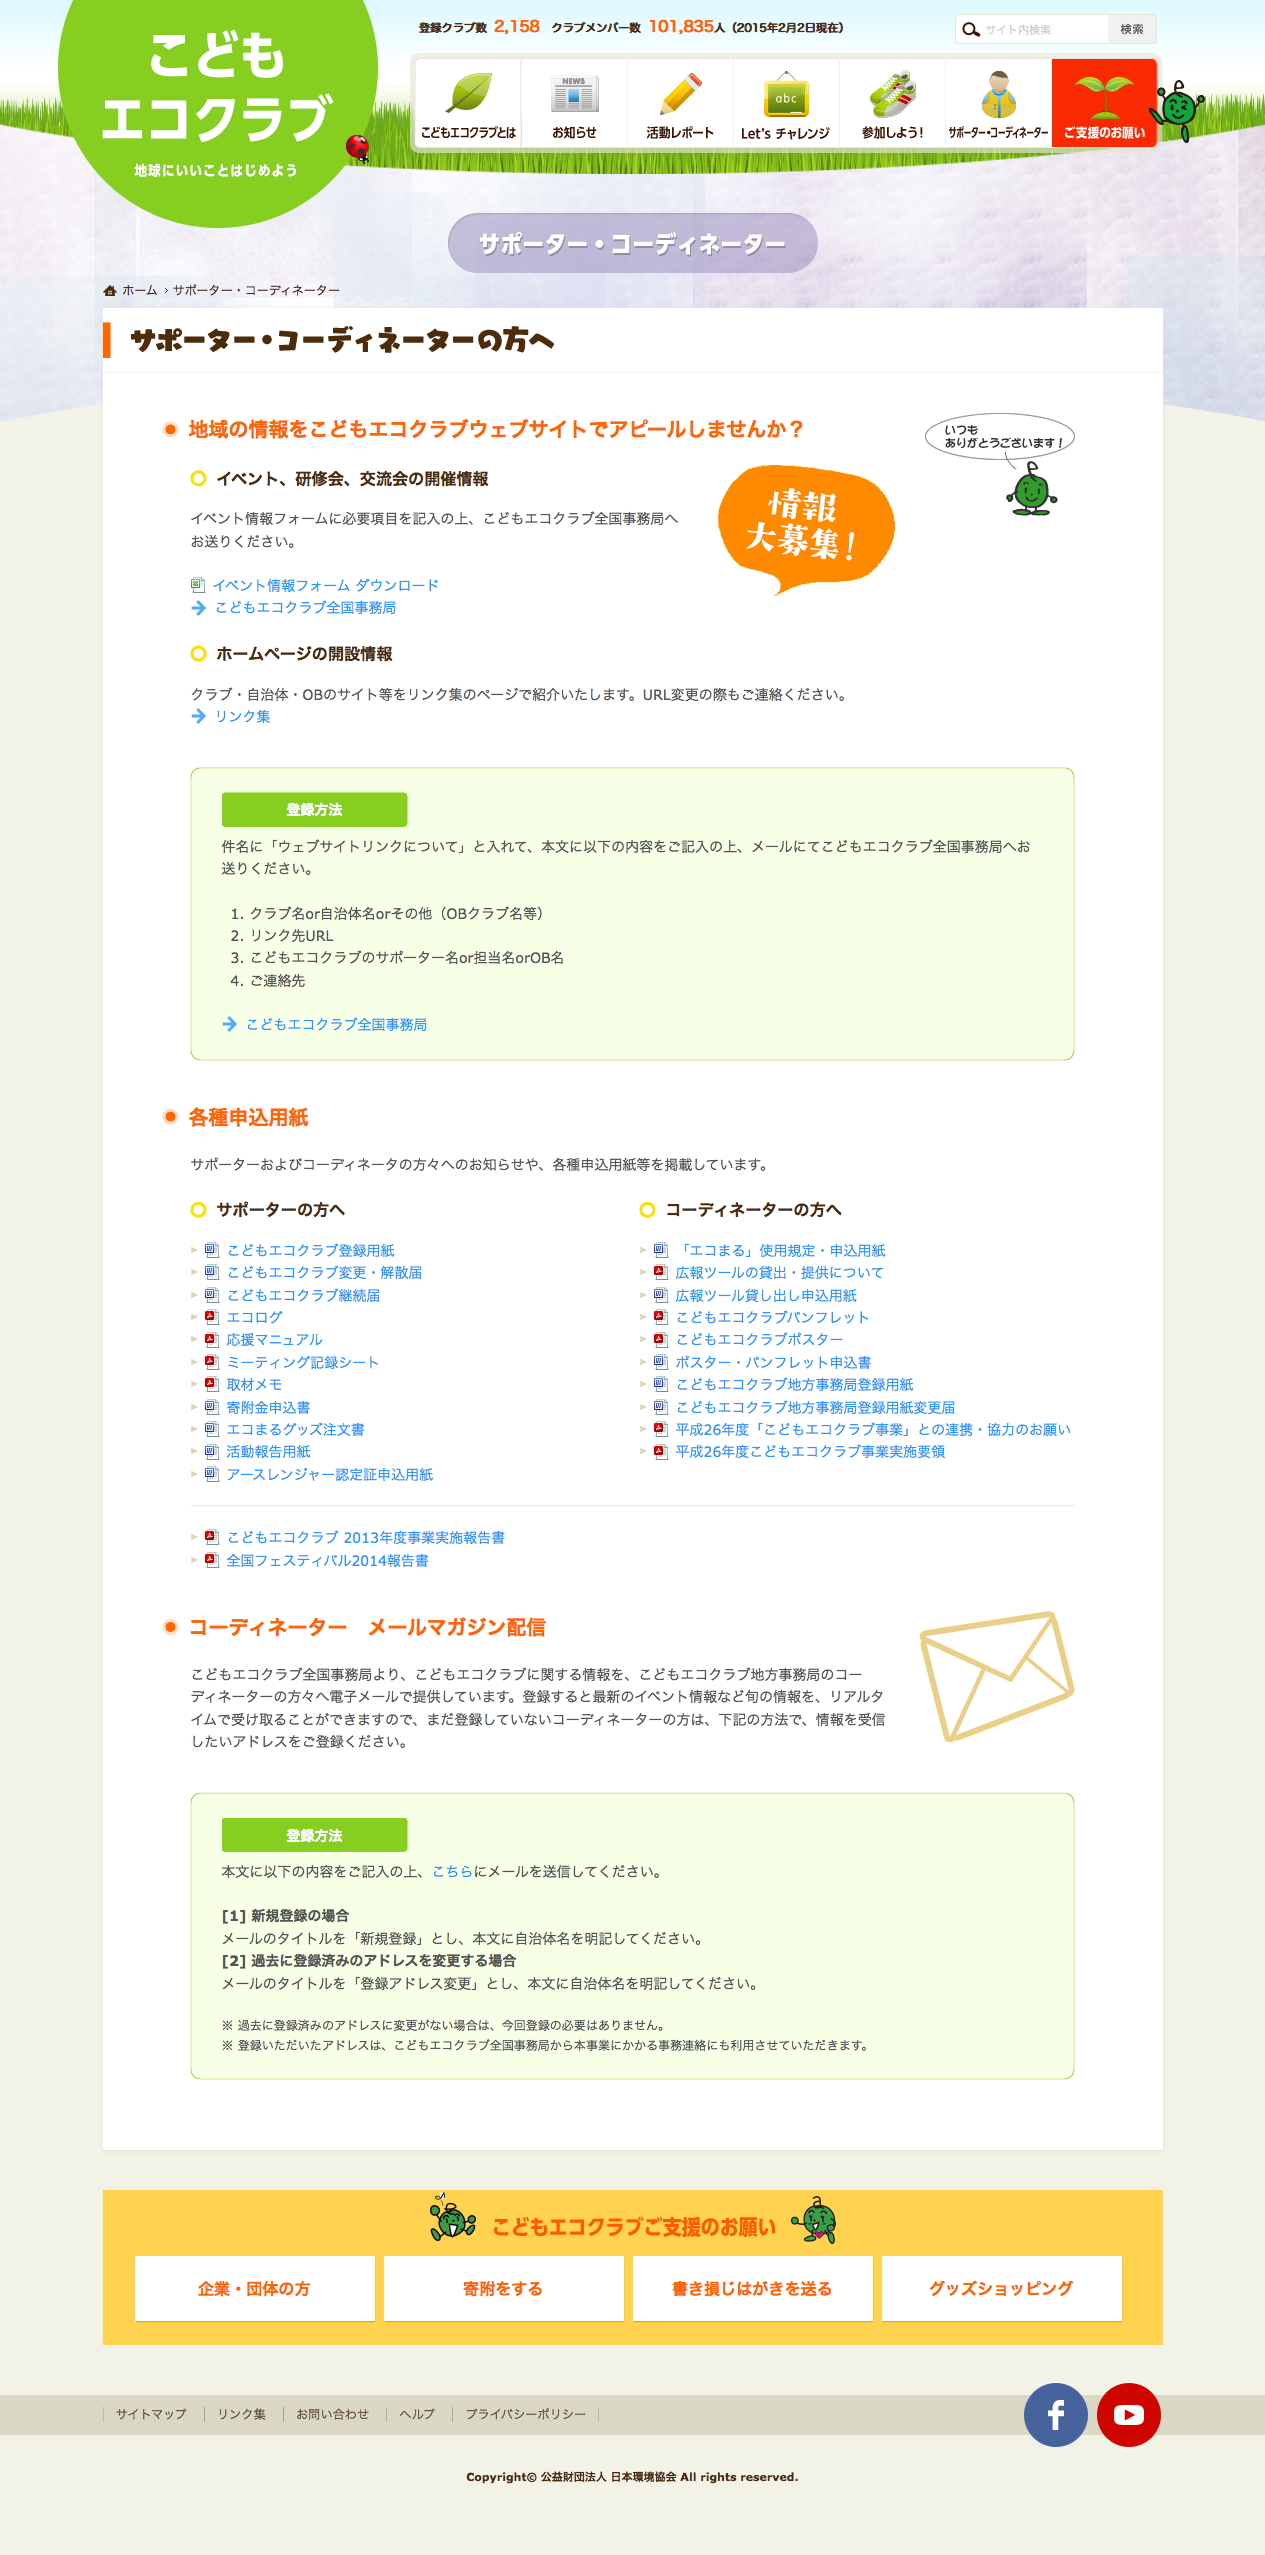 こども
エコクラブ
地球にいいことはじめよう
登録クラブ数 2,158 クラブメンバー数 101,835人（2015年2月2日現在）
サイト内検索
検索
こどもエコクラブとは
NEWS
お知らせ
活動レポート
abc
Let's チャレンジ
参加しよう!
サポーター・コーディネーター
ご支援のお願い
サポーター・コーディネーター
ホーム › サポーター・コーディネーター
サポーター・コーディネーターの方へ
地域の情報をこどもエコクラブウェブサイトでアピールしませんか？
いつも
ありがとうございます!
イベント、研修会、交流会の開催情報
イベント情報フォームに必要項目を記入の上、こどもエコクラブ全国事務局へ
お送りください。
情報
大募集!
イベント情報フォーム ダウンロード
こどもエコクラブ全国事務局
ホームページの開設情報
クラブ・自治体・OBのサイト等をリンク集のページで紹介いたします。URL変更の際もご連絡ください。
リンク集
登録方法
件名に「ウェブサイトリンクについて」と入れて、本文に以下の内容をご記入の上、メールにてこどもエコクラブ全国事務局へお
送りください。
1. クラブ名or自治体名orその他（OBクラブ名等）
2. リンク先URL
3. こどもエコクラブのサポーター名or担当名orOB名
4. ご連絡先
こどもエコクラブ全国事務局
各種申込用紙
サポーターおよびコーディネータの方々へのお知らせや、各種申込用紙等を掲載しています。
サポーターの方へ
こどもエコクラブ登録用紙
こどもエコクラブ変更・解散届
こどもエコクラブ継続届
エコログ
応援マニュアル
ミーティング記録シート
取材メモ
寄附金申込書
エコまるグッズ注文書
活動報告用紙
アースレンジャー認定証申込用紙
コーディネーターの方へ
「エコまる」使用規定・申込用紙
広報ツールの貸出・提供について
広報ツール貸し出し申込用紙
こどもエコクラブパンフレット
こどもエコクラブポスター
ポスター・パンフレット申込書
こどもエコクラブ地方事務局登録用紙
こどもエコクラブ地方事務局登録用紙変更届
平成26年度「こどもエコクラブ事業」との連携・協力のお願い
平成26年度こどもエコクラブ事業実施要領
こどもエコクラブ 2013年度事業実施報告書
全国フェスティバル2014報告書
コーディネーター　メールマガジン配信
こどもエコクラブ全国事務局より、こどもエコクラブに関する情報を、こどもエコクラブ地方事務局のコー
ディネーターの方々へ電子メールで提供しています。登録すると最新のイベント情報など旬の情報を、リアルタ
イムで受け取ることができますので、まだ登録していないコーディネーターの方は、下記の方法で、情報を受信
したいアドレスをご登録ください。
登録方法
本文に以下の内容をご記入の上、こちらにメールを送信してください。
[1] 新規登録の場合
メールのタイトルを「新規登録」とし、本文に自治体名を明記してください。
[2] 過去に登録済みのアドレスを変更する場合
メールのタイトルを「登録アドレス変更」とし、本文に自治体名を明記してください。
※ 過去に登録済みのアドレスに変更がない場合は、今回登録の必要はありません。
※ 登録いただいたアドレスは、こどもエコクラブ全国事務局から本事業にかかる事務連絡にも利用させていただきます。
こどもエコクラブご支援のお願い
企業・団体の方
寄附をする
書き損じはがきを送る
グッズショッピング
サイトマップ
リンク集
お問い合わせ
ヘルプ
プライバシーポリシー
f
Copyright© 公益財団法人 日本環境協会 All rights reserved.